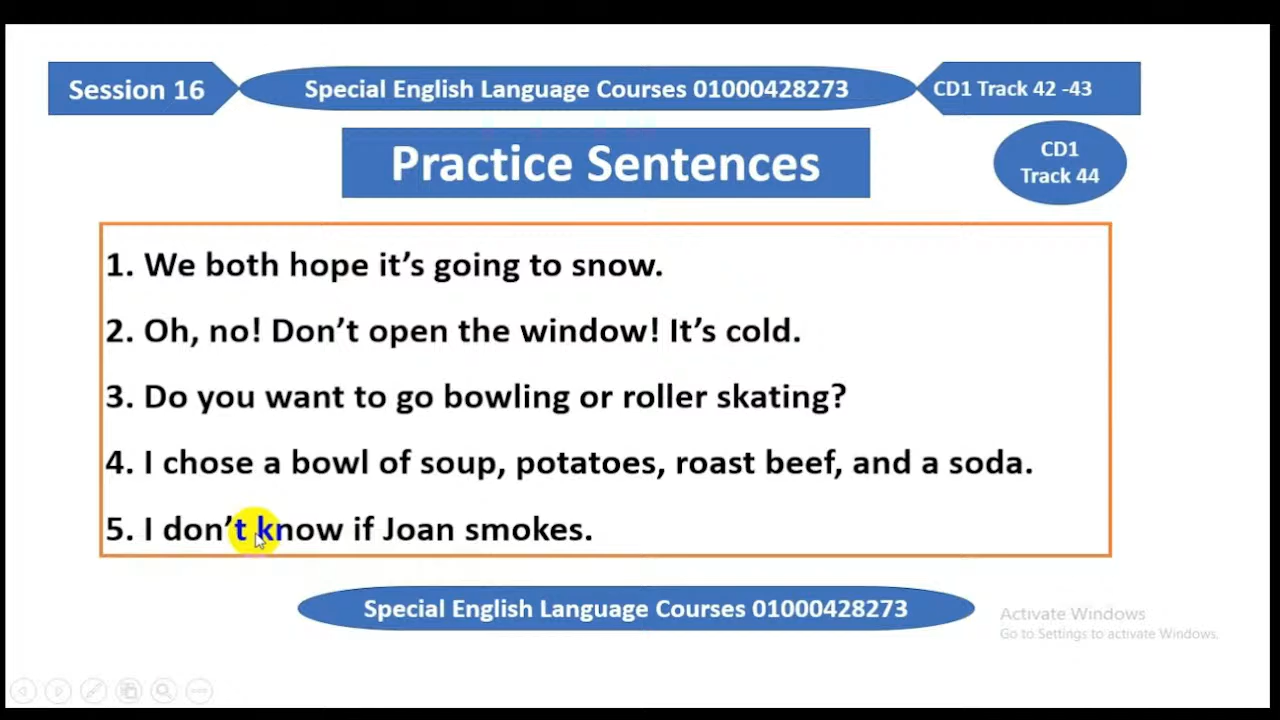 Session 16
Special English Language Courses 01000428273
CD1 Track 42 -43
Practice Sentences
CD1
Track 44
1. We both hope it’s going to snow.
2. Oh, no! Don’t open the window! It’s cold.
3. Do you want to go bowling or roller skating?
4. I chose a bowl of soup, potatoes, roast beef, and a soda.
5. I don’t know if Joan smokes.
Special English Language Courses 01000428273
Activate Windows
Go to Settings to activate Windows.